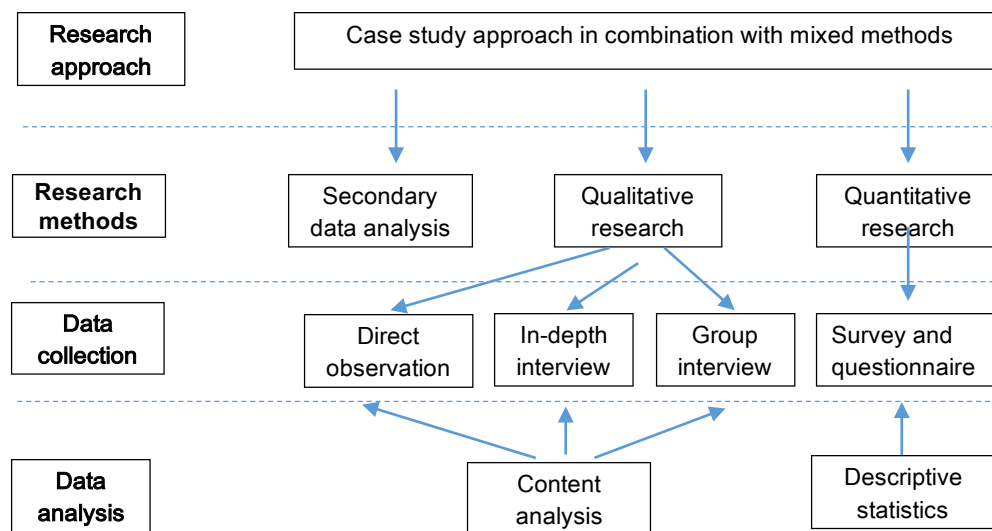 Research
approach
Case study approach in combination with mixed methods
Research
methods
Secondary
data analysis
Qualitative
research
Quantitative
research
Data
collection
Direct
observation
In-depth
interview
Group
interview
Survey and
questionnaire
Data
analysis
Content
analysis
Descriptive
statistics